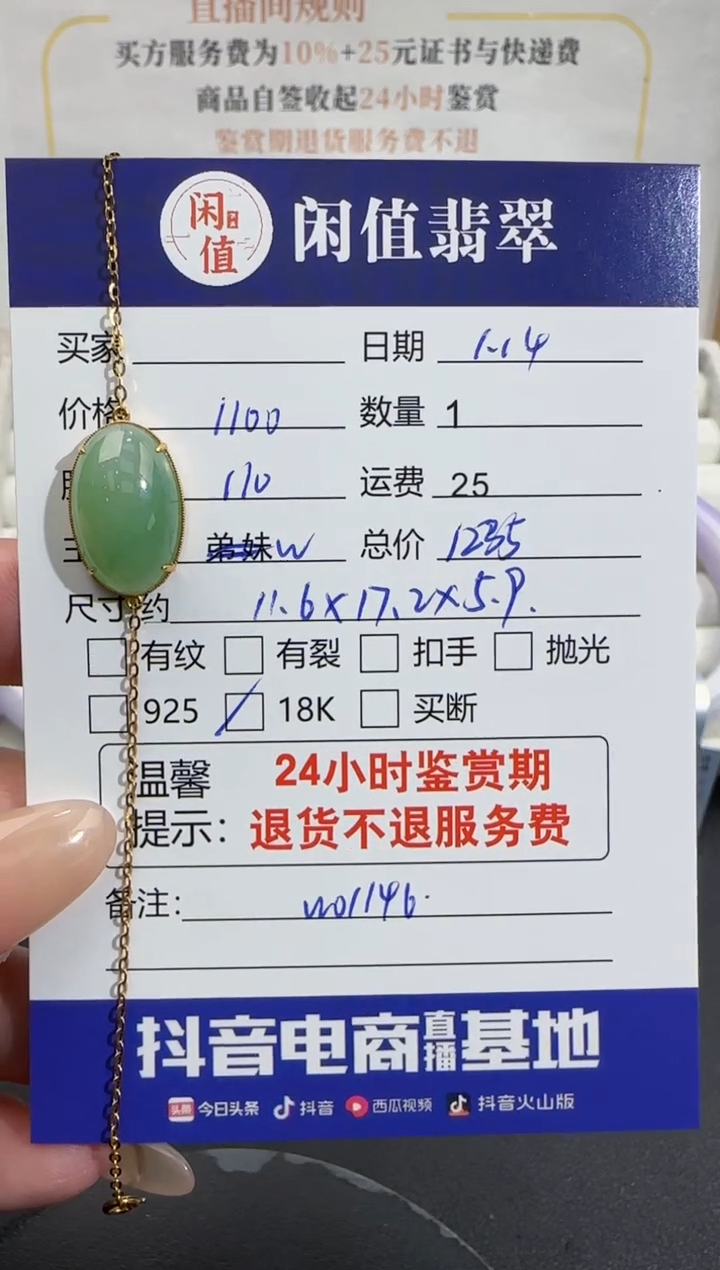 直播间规则
买方服务费为10%+25元证书与快递费
商品自签收起24小时鉴赏
鉴赏期退货服务费不退
闲值
闲值翡翠
买家 日期 1.14
价格 1100 数量 1
110 运费 25
弟妹W 总价 1235
尺寸约 11.6×17.2×5.9.
有纹 有裂 扣手 抛光
925 18K 买断
温馨提示: 24小时鉴赏期
退货不退服务费
备注: W01146.
抖音电商直播基地
头条 今日头条 抖音 西瓜视频 抖音火山版